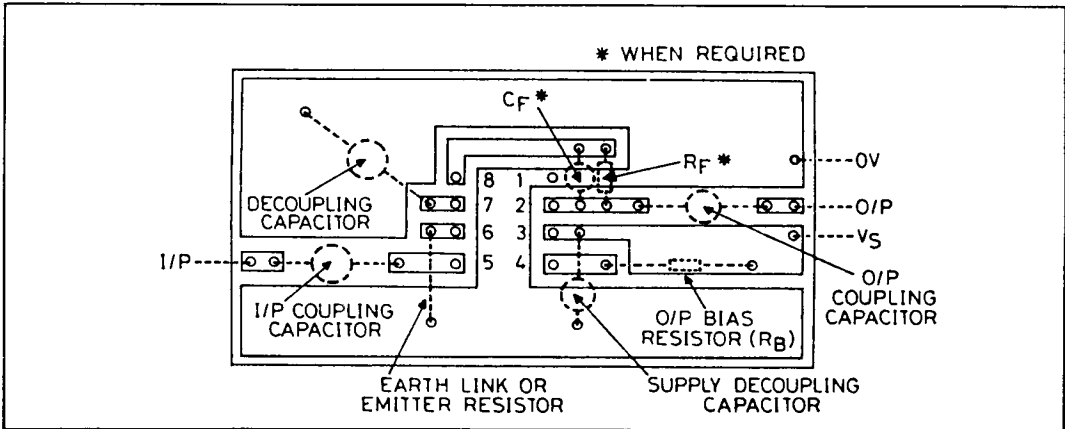 * WHEN REQUIRED
CF *
RF *
0V
DECOUPLING
CAPACITOR
8 1
7 2
6 3
5 4
O/P
VS
I/P
I/P COUPLING
CAPACITOR
O/P
COUPLING
CAPACITOR
O/P BIAS
RESISTOR (RB)
EARTH LINK OR
EMITTER RESISTOR
SUPPLY DECOUPLING
CAPACITOR